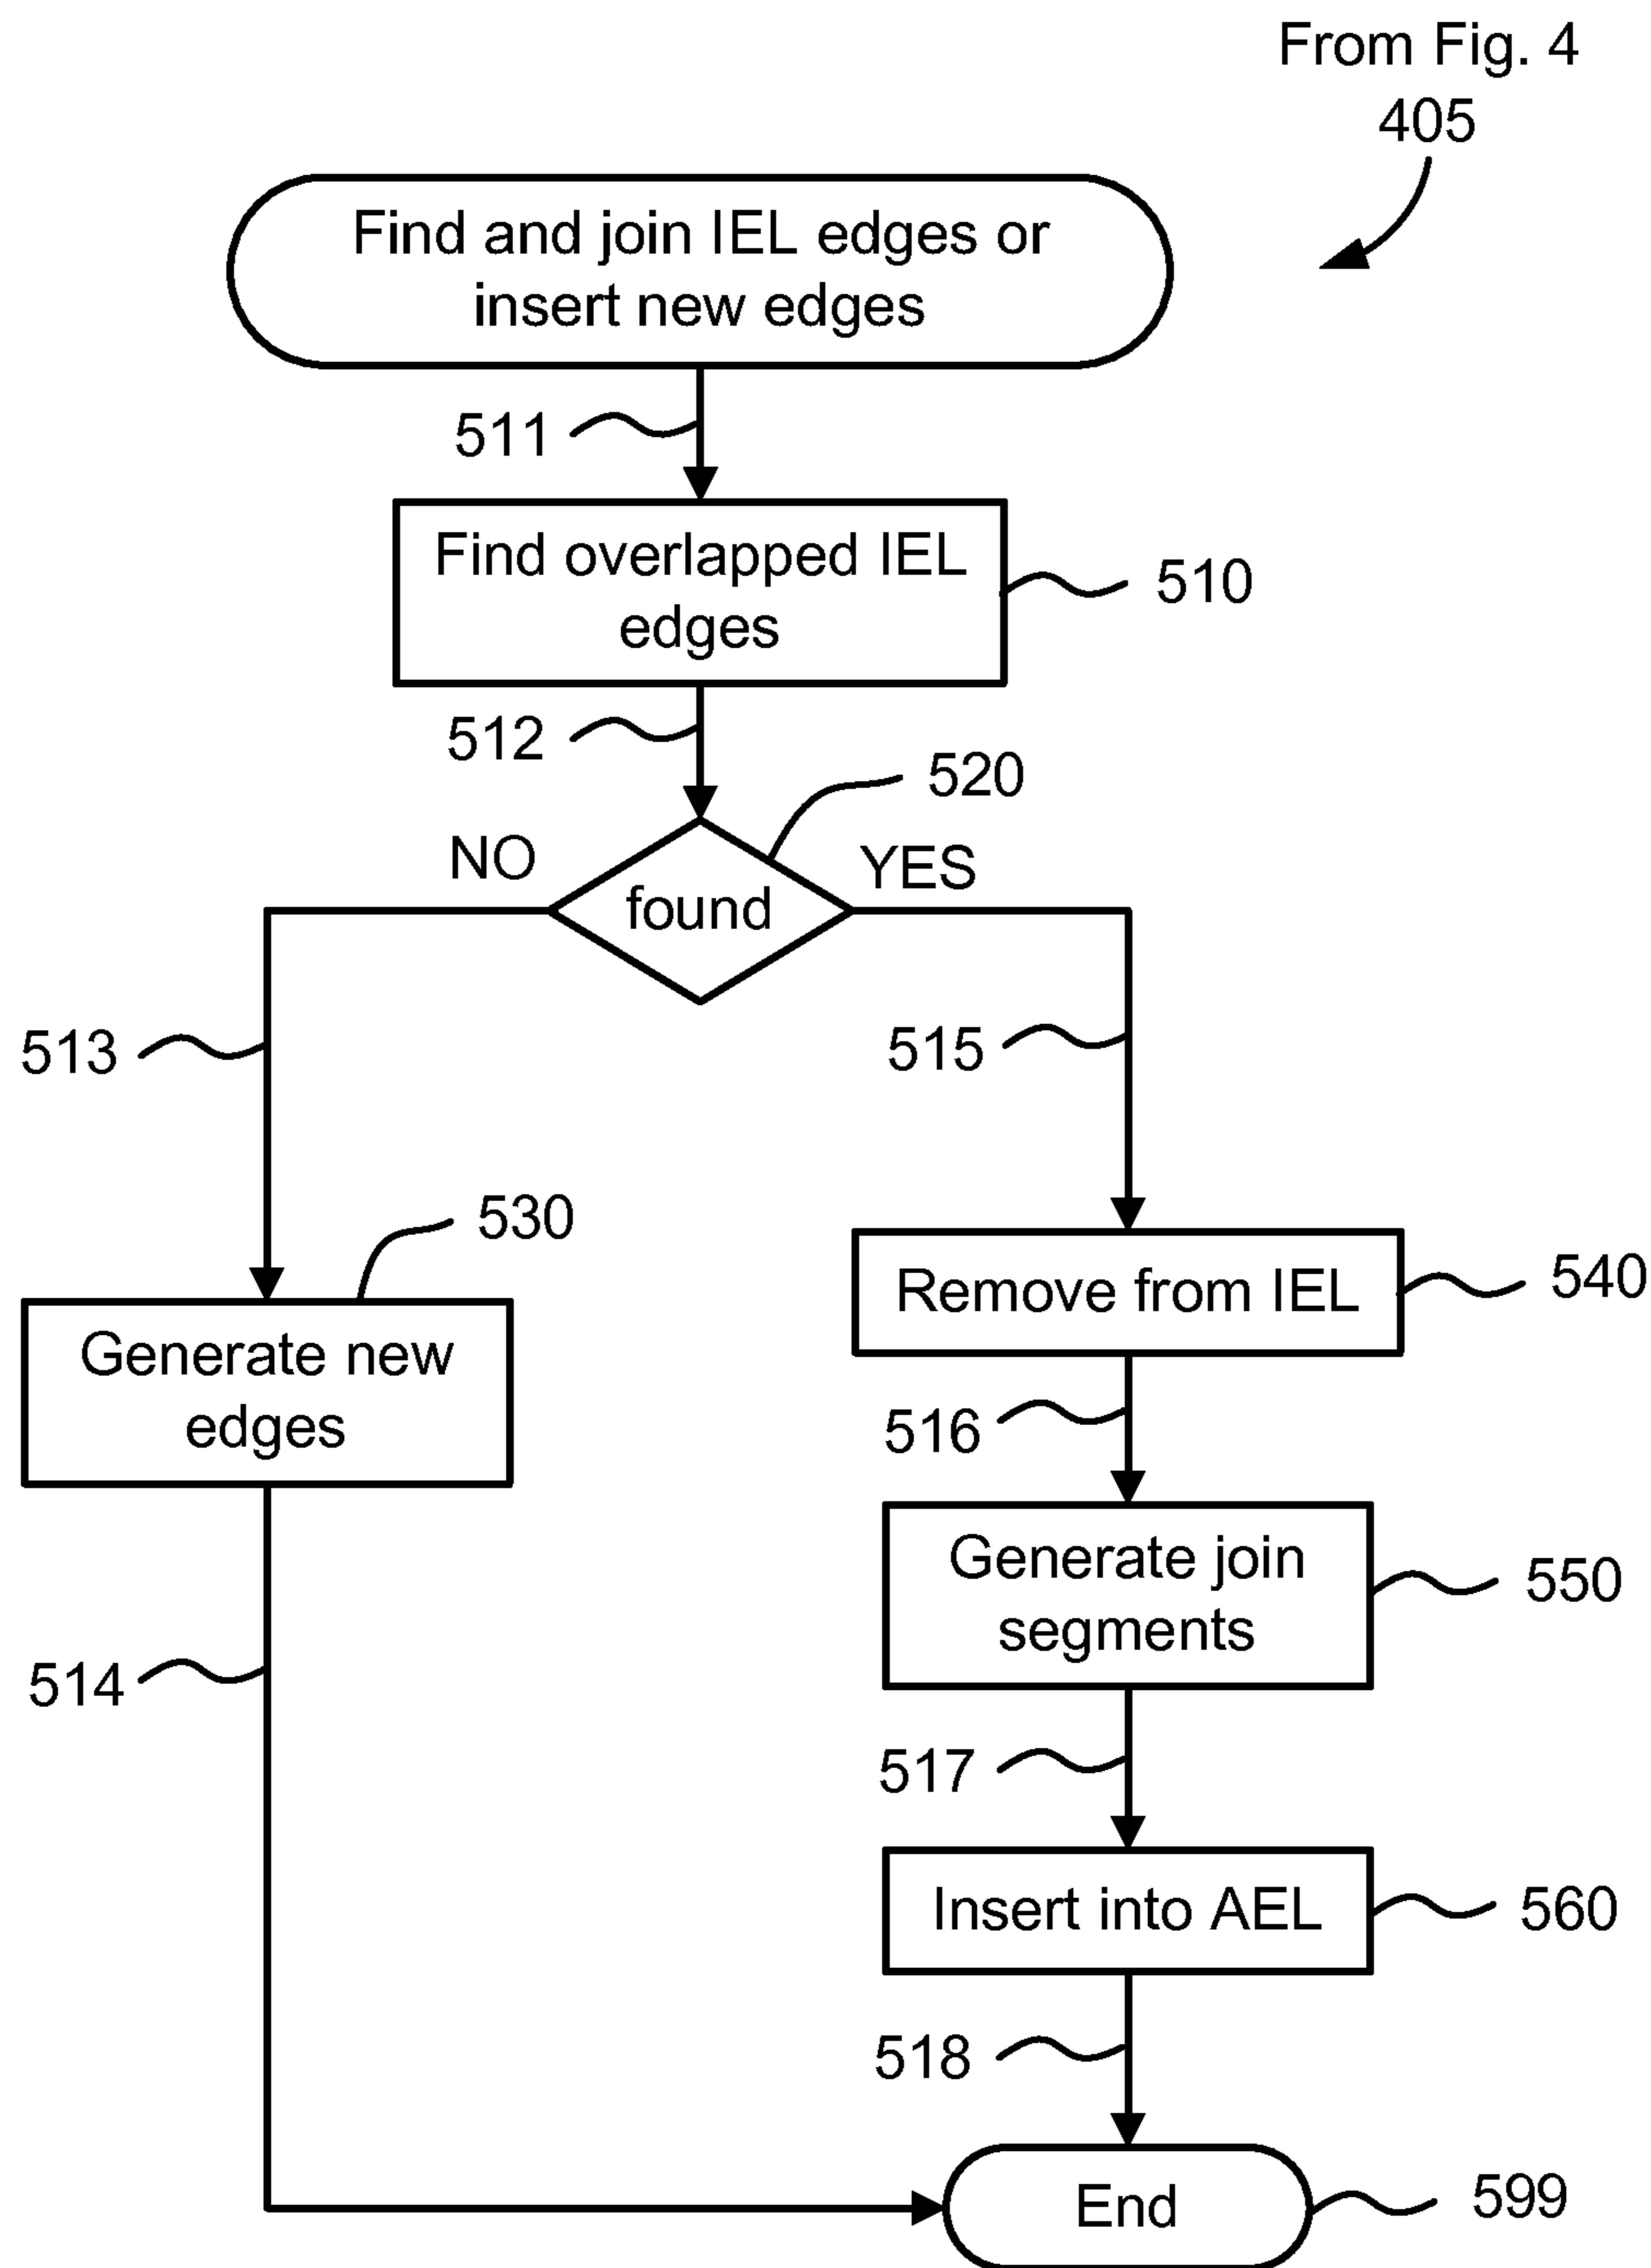 From Fig. 4
405
Find and join IEL edges or
insert new edges
511
Find overlapped IEL
edges
510
512
520
NO
YES
found
513
515
530
540
Remove from IEL
Generate new
edges
516
Generate join
segments
550
514
517
Insert into AEL
560
518
End
599